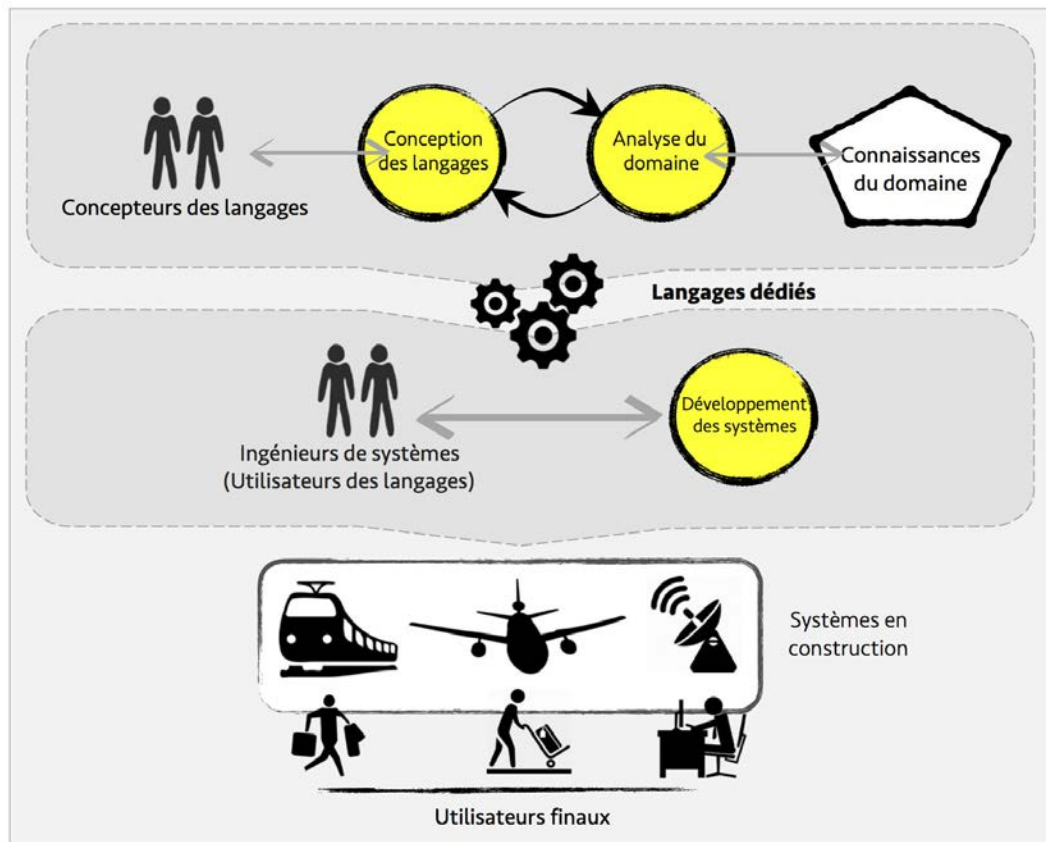 Conception
des langages
Analyse du
domaine
Connaissances
du domaine
Concepteurs des langages
Langages dédiés
Développement
des systèmes
Ingénieurs de systèmes
(Utilisateurs des langages)
Systèmes en
construction
Utilisateurs finaux